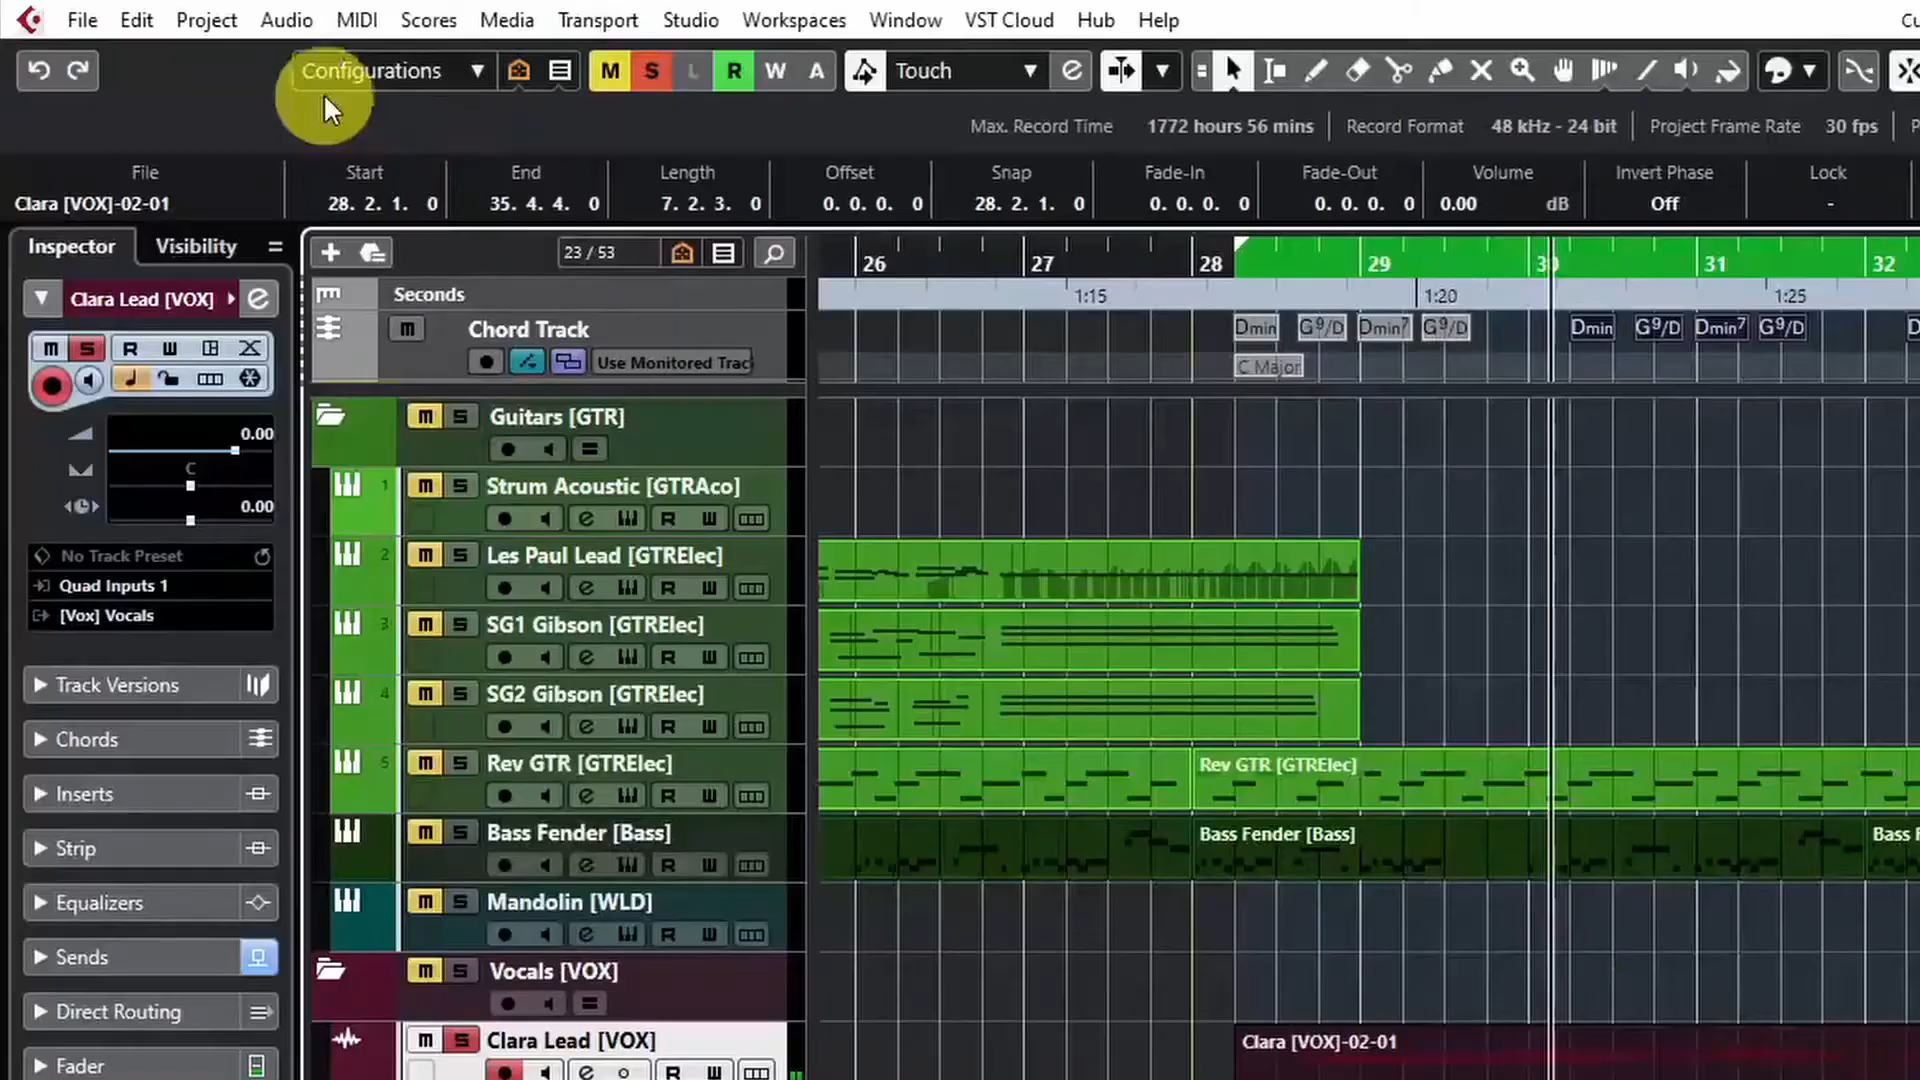 File Edit Project Audio MIDI Scores Media Transport Studio Workspaces Window VST Cloud Hub Help
Configurations M S L R W A Touch
Max. Record Time 1772 hours 56 mins Record Format 48 kHz - 24 bit Project Frame Rate 30 fps
File Start End Length Offset Snap Fade-In Fade-Out Volume Invert Phase Lock
Clara [VOX]-02-01 28. 2. 1. 0 35. 4. 4. 0 7. 2. 3. 0 0. 0. 0. 0 28. 2. 1. 0 0. 0. 0. 0 0. 0. 0. 0 0.00 dB Off -
Inspector Visibility
23 / 53
26 27 28 29 30 31 32
Clara Lead [VOX]
Seconds
1:15 1:20 1:25
M S R W
m Chord Track
Dmin G9/D Dmin7 G9/D Dmin G9/D Dmin7 G9/D
Use Monitored Trac
C Major
0.00
C
0.00
No Track Preset
Quad Inputs 1
[Vox] Vocals
Track Versions
Chords
Inserts
Strip
Equalizers
Sends
Direct Routing
Fader
m S Guitars [GTR]
1 m S Strum Acoustic [GTRAco]
R W
2 m S Les Paul Lead [GTRElec]
R W
3 m S SG1 Gibson [GTRElec]
R W
4 m S SG2 Gibson [GTRElec]
R W
5 m S Rev GTR [GTRElec]
R W
Rev GTR [GTRElec]
m S Bass Fender [Bass]
R W
Bass Fender [Bass]
m S Mandolin [WLD]
R W
m S Vocals [VOX]
m S Clara Lead [VOX]
R W
Clara [VOX]-02-01